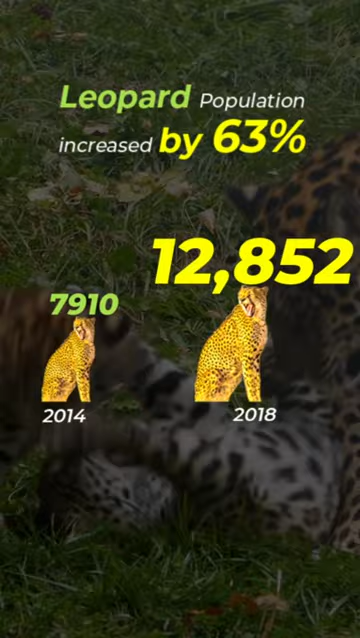 Leopard Population
increased by 63%
12,852
7910
2014
2018